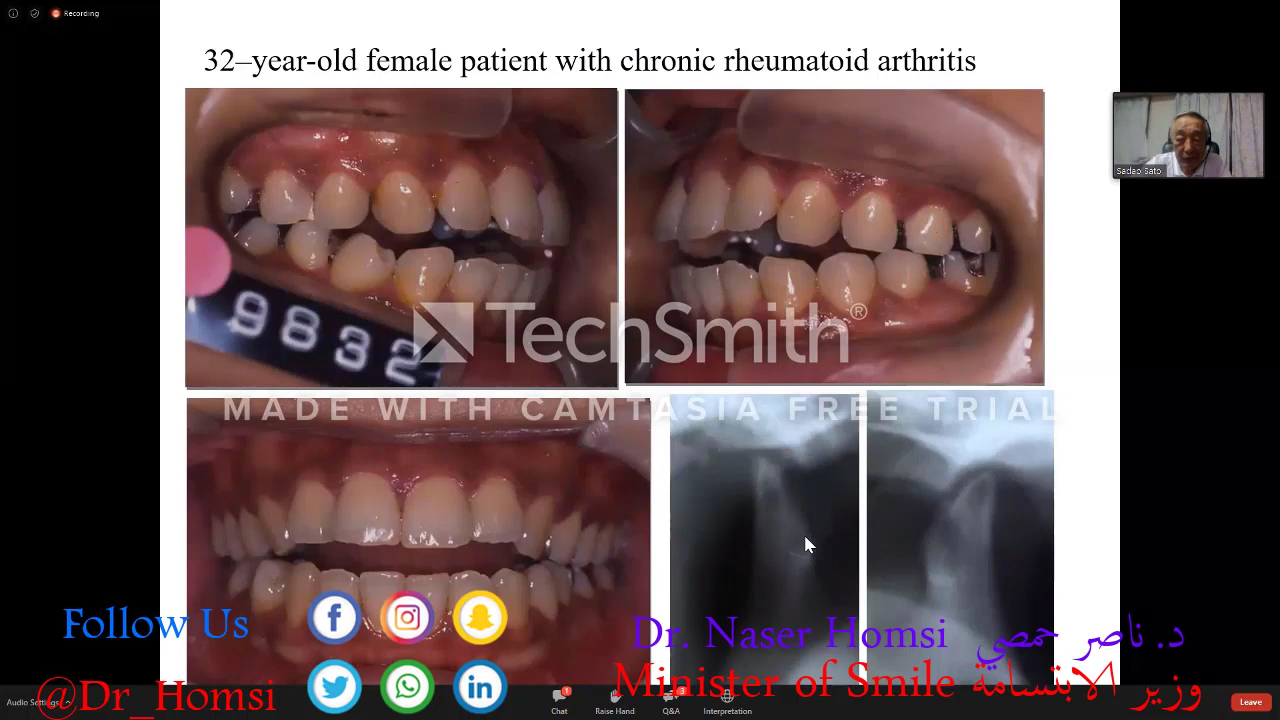 Recording
32–year-old female patient with chronic rheumatoid arthritis
Sadao Sato
9832
TechSmith®
MADE WITH CAMTASIA FREE TRIAL
Follow Us
Dr. Naser Homsi د. ناصر حمصي
@Dr_Homsi
Minister of Smile وزير الابتسامة
Audio Settings
Chat 1
Raise Hand
Q&A 3
Interpretation
Leave